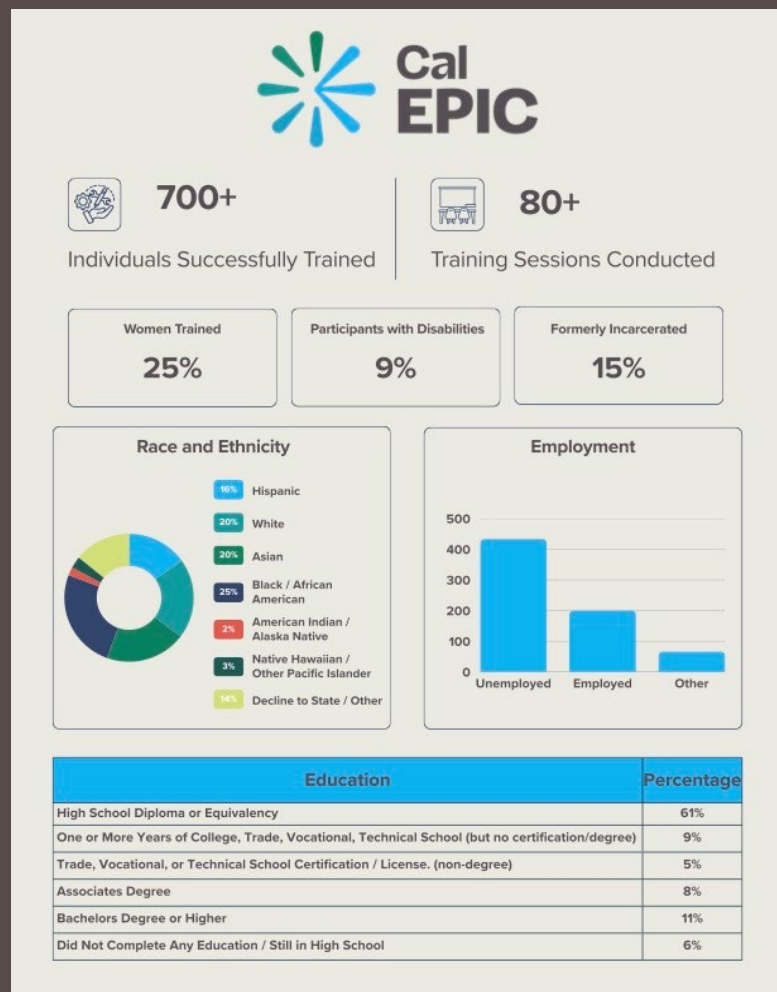 Cal
EPIC
700+
Individuals Successfully Trained
80+
Training Sessions Conducted
Women Trained
25%
Participants with Disabilities
9%
Formerly Incarcerated
15%
Race and Ethnicity
16% Hispanic
20% White
20% Asian
25% Black / African
American
2% American Indian /
Alaska Native
3% Native Hawaiian /
Other Pacific Islander
14% Decline to State / Other
Employment
500
400
300
200
100
0
Unemployed Employed Other
Education Percentage
High School Diploma or Equivalency 61%
One or More Years of College, Trade, Vocational, Technical School (but no certification/degree) 9%
Trade, Vocational, or Technical School Certification / License. (non-degree) 5%
Associates Degree 8%
Bachelors Degree or Higher 11%
Did Not Complete Any Education / Still in High School 6%